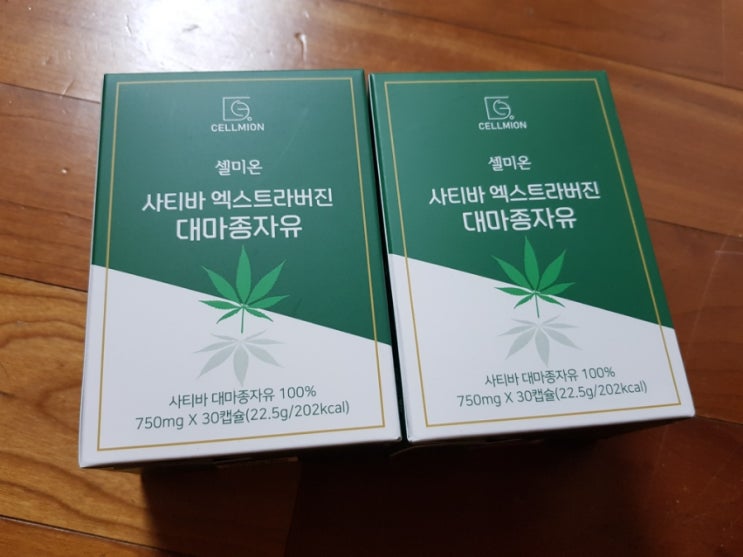 CELLMION
셀미온
사티바 엑스트라버진
대마종자유
사티바 대마종자유 100%
750mg X 30캡슐(22.5g/202kcal)
CELLMION
셀미온
사티바 엑스트라버진
대마종자유
사티바 대마종자유 100%
750mg X 30캡슐(22.5g/202kcal)